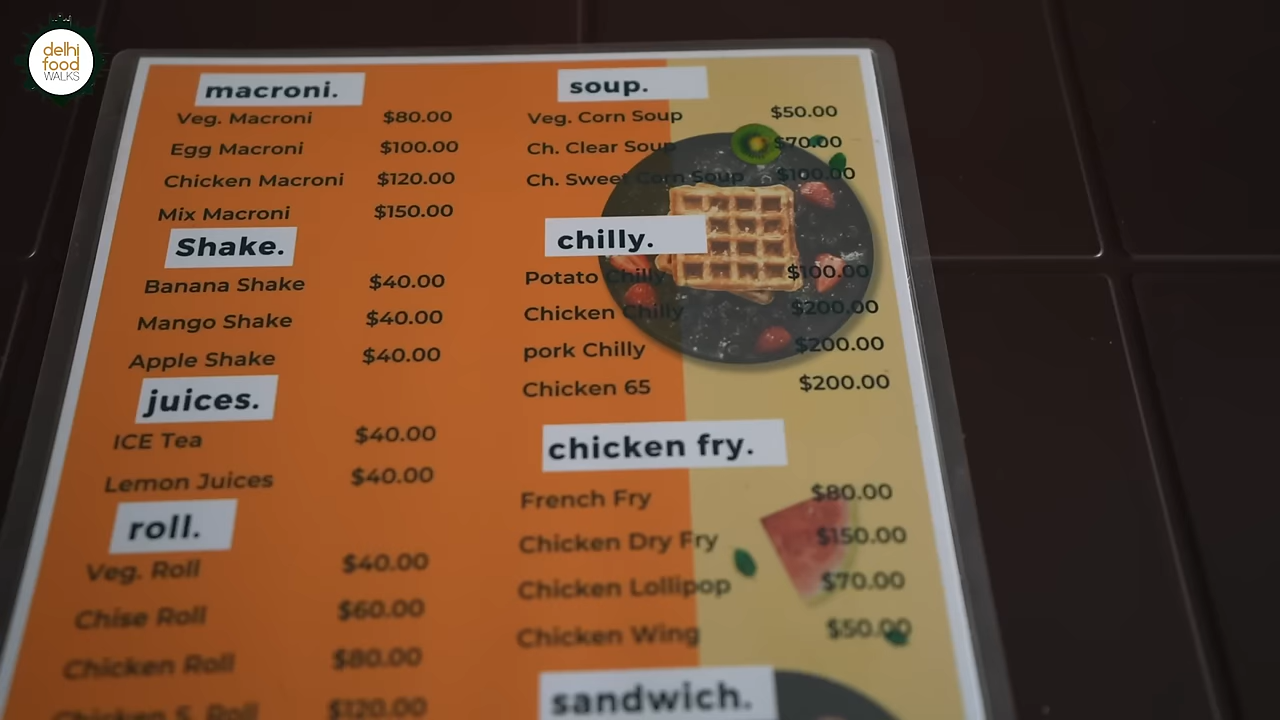 delhi
food
WALKS
macroni.
Veg. Macroni $80.00
Egg Macroni $100.00
Chicken Macroni $120.00
Mix Macroni $150.00
Shake.
Banana Shake $40.00
Mango Shake $40.00
Apple Shake $40.00
juices.
ICE Tea $40.00
Lemon Juices $40.00
roll.
Veg. Roll $40.00
Chise Roll $60.00
Chicken Roll $80.00
Chicken S. Roll $120.00
soup.
Veg. Corn Soup $50.00
Ch. Clear Soup $70.00
Ch. Sweet Corn Soup $100.00
chilly.
Potato Chilly $100.00
Chicken Chilly $200.00
pork Chilly $200.00
Chicken 65 $200.00
chicken fry.
French Fry $80.00
Chicken Dry Fry $150.00
Chicken Lollipop $70.00
Chicken Wing $50.00
sandwich.